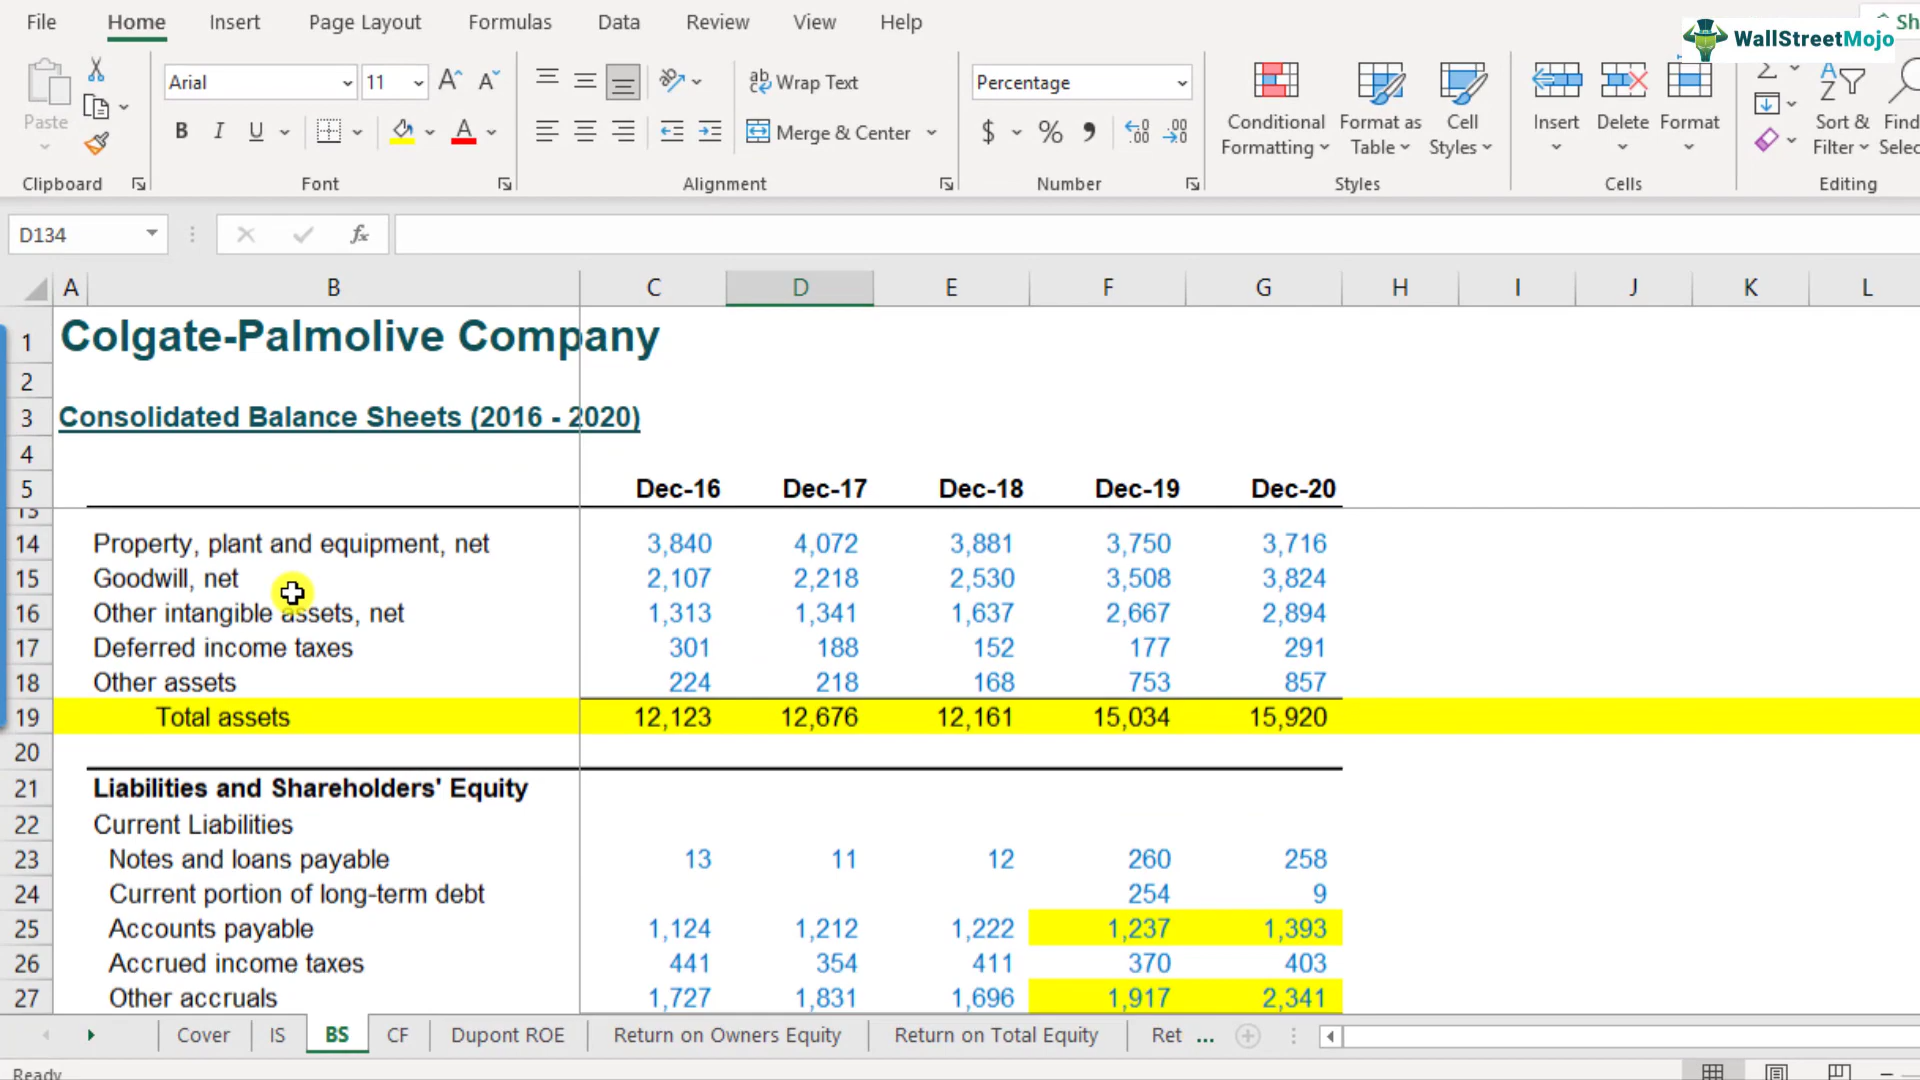 File Home Insert Page Layout Formulas Data Review View Help Sh
WallStreetMojo
Paste
Arial 11
Wrap Text
Merge & Center
Percentage
$ % ,
Conditional Formatting
Format as Table
Cell Styles
Insert Delete Format
Sort & Filter
Find Selec
B I U A
Clipboard Font Alignment Number Styles Cells Editing
D134 fx
A B C D E F G H I J K L
1 Colgate-Palmolive Company
2
3 Consolidated Balance Sheets (2016 - 2020)
4
5 Dec-16 Dec-17 Dec-18 Dec-19 Dec-20
14 Property, plant and equipment, net 3,840 4,072 3,881 3,750 3,716
15 Goodwill, net 2,107 2,218 2,530 3,508 3,824
16 Other intangible assets, net 1,313 1,341 1,637 2,667 2,894
17 Deferred income taxes 301 188 152 177 291
18 Other assets 224 218 168 753 857
19 Total assets 12,123 12,676 12,161 15,034 15,920
20
21 Liabilities and Shareholders' Equity
22 Current Liabilities
23 Notes and loans payable 13 11 12 260 258
24 Current portion of long-term debt 254 9
25 Accounts payable 1,124 1,212 1,222 1,237 1,393
26 Accrued income taxes 441 354 411 370 403
27 Other accruals 1,727 1,831 1,696 1,917 2,341
Cover IS BS CF Dupont ROE Return on Owners Equity Return on Total Equity Ret ...
Ready